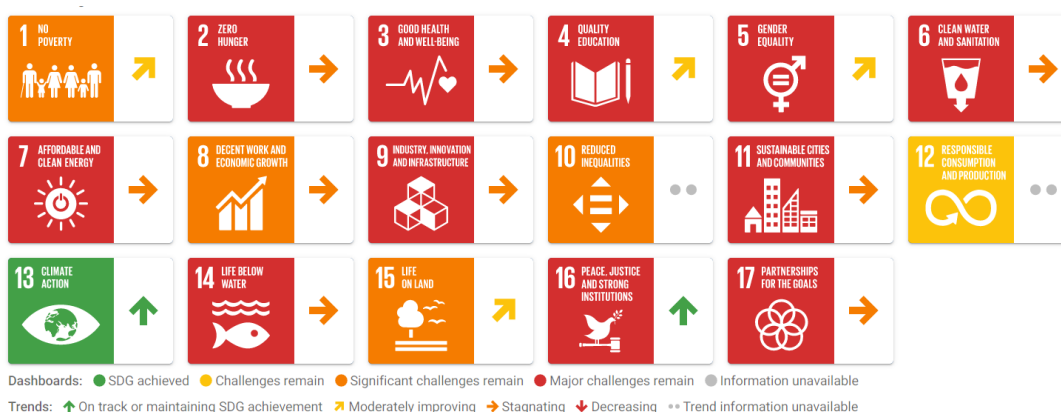 1 NO POVERTY
2 ZERO HUNGER
3 GOOD HEALTH AND WELL-BEING
4 QUALITY EDUCATION
5 GENDER EQUALITY
6 CLEAN WATER AND SANITATION
7 AFFORDABLE AND CLEAN ENERGY
8 DECENT WORK AND ECONOMIC GROWTH
9 INDUSTRY, INNOVATION AND INFRASTRUCTURE
10 REDUCED INEQUALITIES
11 SUSTAINABLE CITIES AND COMMUNITIES
12 RESPONSIBLE CONSUMPTION AND PRODUCTION
13 CLIMATE ACTION
14 LIFE BELOW WATER
15 LIFE ON LAND
16 PEACE, JUSTICE AND STRONG INSTITUTIONS
17 PARTNERSHIPS FOR THE GOALS
Dashboards: SDG achieved Challenges remain Significant challenges remain Major challenges remain Information unavailable
Trends: On track or maintaining SDG achievement Moderately improving Stagnating Decreasing Trend information unavailable